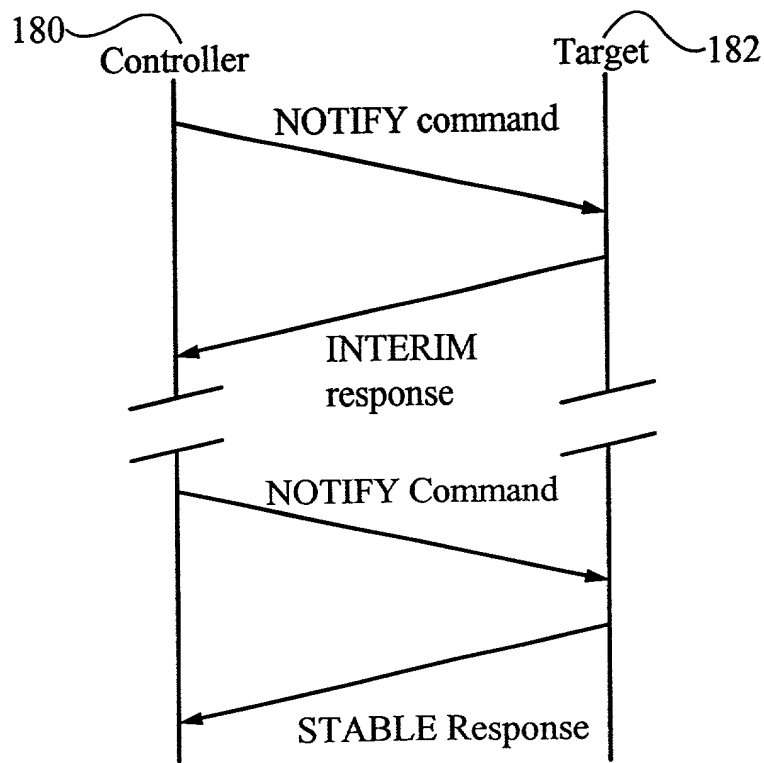 180
Controller
Target
182
NOTIFY command
INTERIM
response
NOTIFY Command
STABLE Response